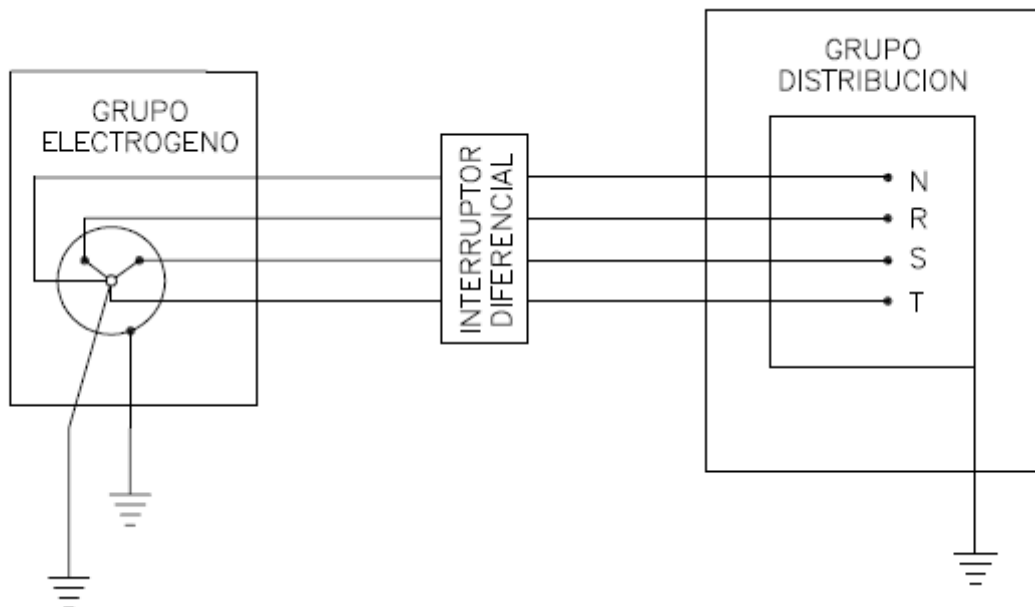 GRUPO
ELECTROGENO
INTERRUPTOR
DIFERENCIAL
GRUPO
DISTRIBUCION
N
R
S
T